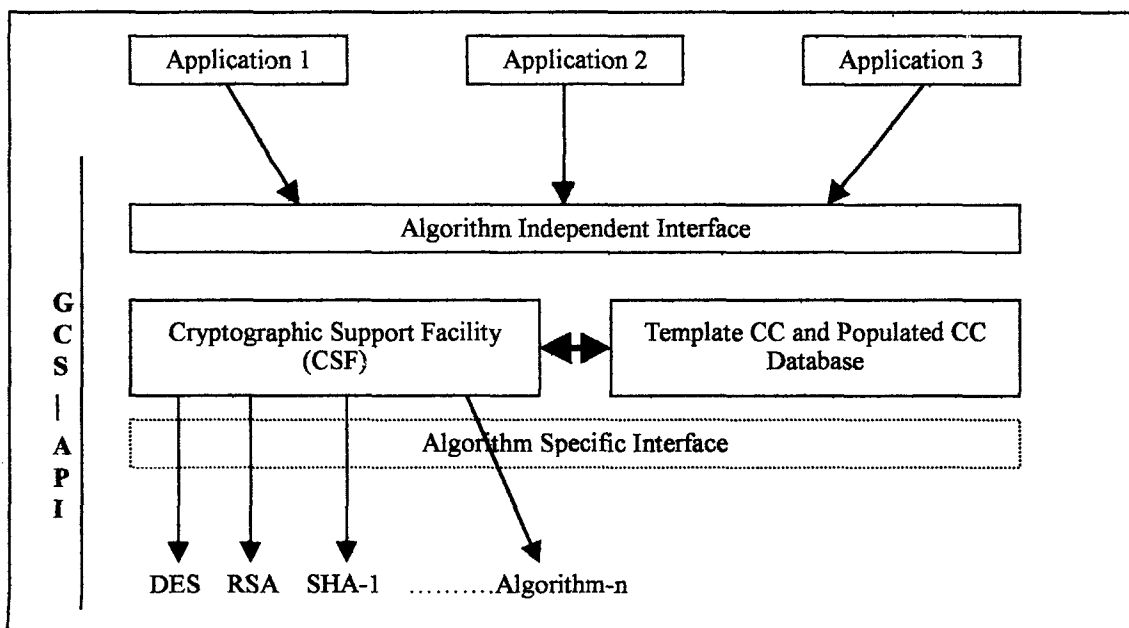 Application 1
Application 2
Application 3
Algorithm Independent Interface
G
C
S
|
A
P
I
Cryptographic Support Facility
(CSF)
Template CC and Populated CC
Database
Algorithm Specific Interface
DES RSA SHA-1 ..........Algorithm-n